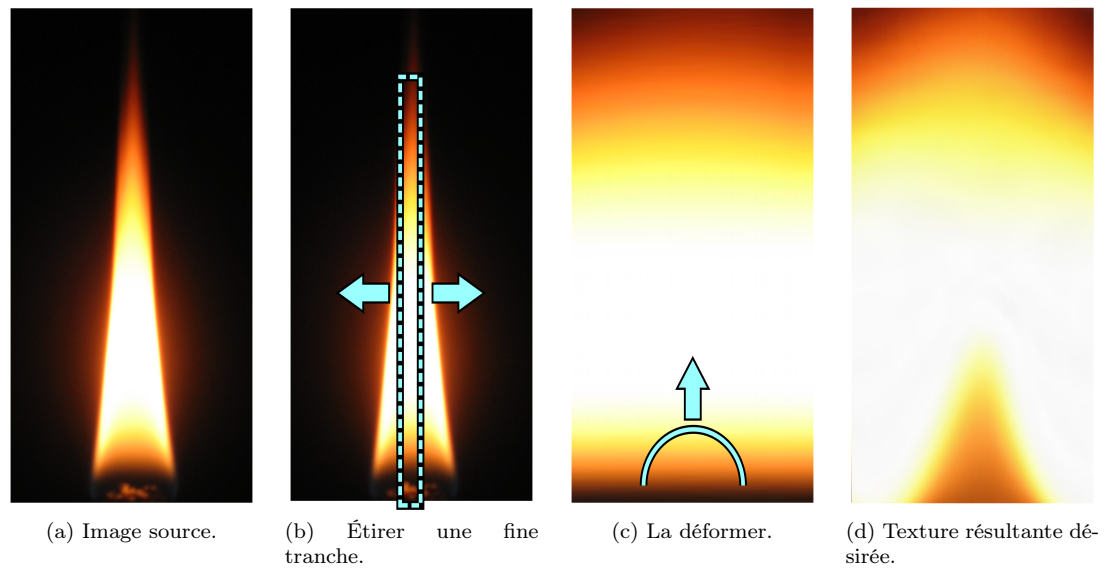 (a) Image source.
(b) Étirer une fine
tranche.
(c) La déformer.
(d) Texture résultante dé-
sirée.